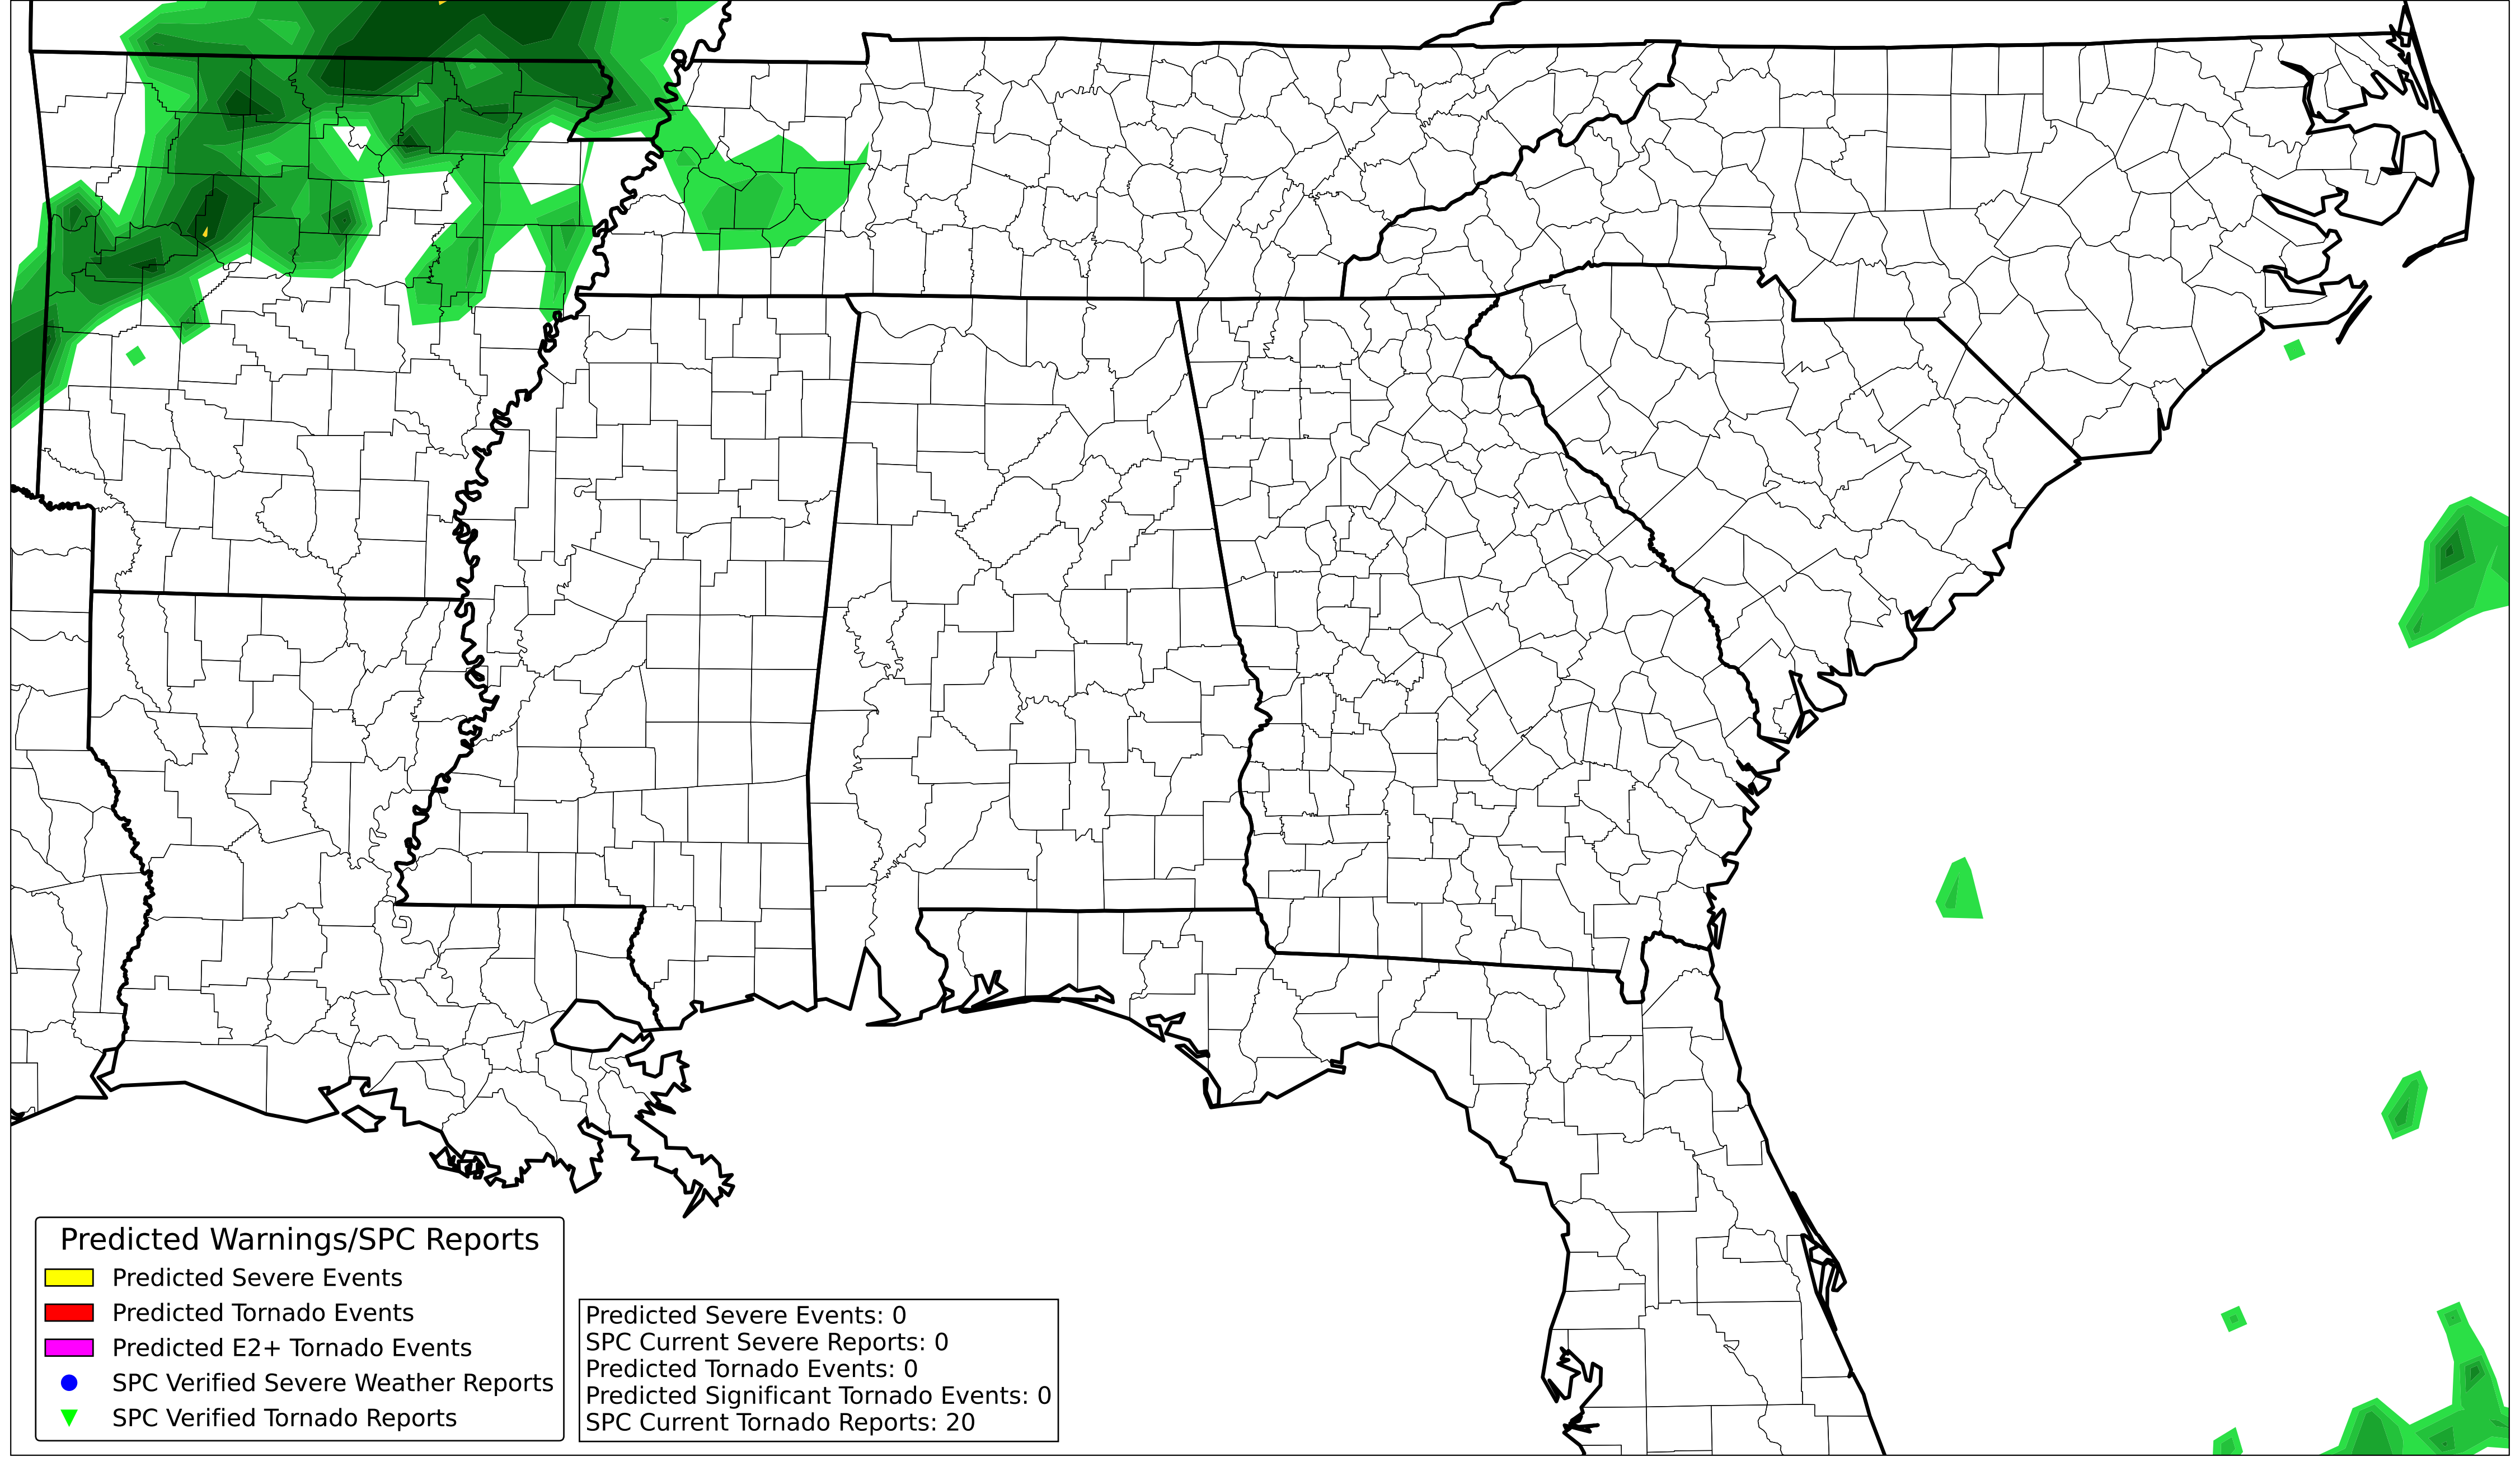 Predicted Warnings/SPC Reports
Predicted Severe Events
Predicted Tornado Events
Predicted E2+ Tornado Events
SPC Verified Severe Weather Reports
SPC Verified Tornado Reports
Predicted Severe Events: 0
SPC Current Severe Reports: 0
Predicted Tornado Events: 0
Predicted Significant Tornado Events: 0
SPC Current Tornado Reports: 20